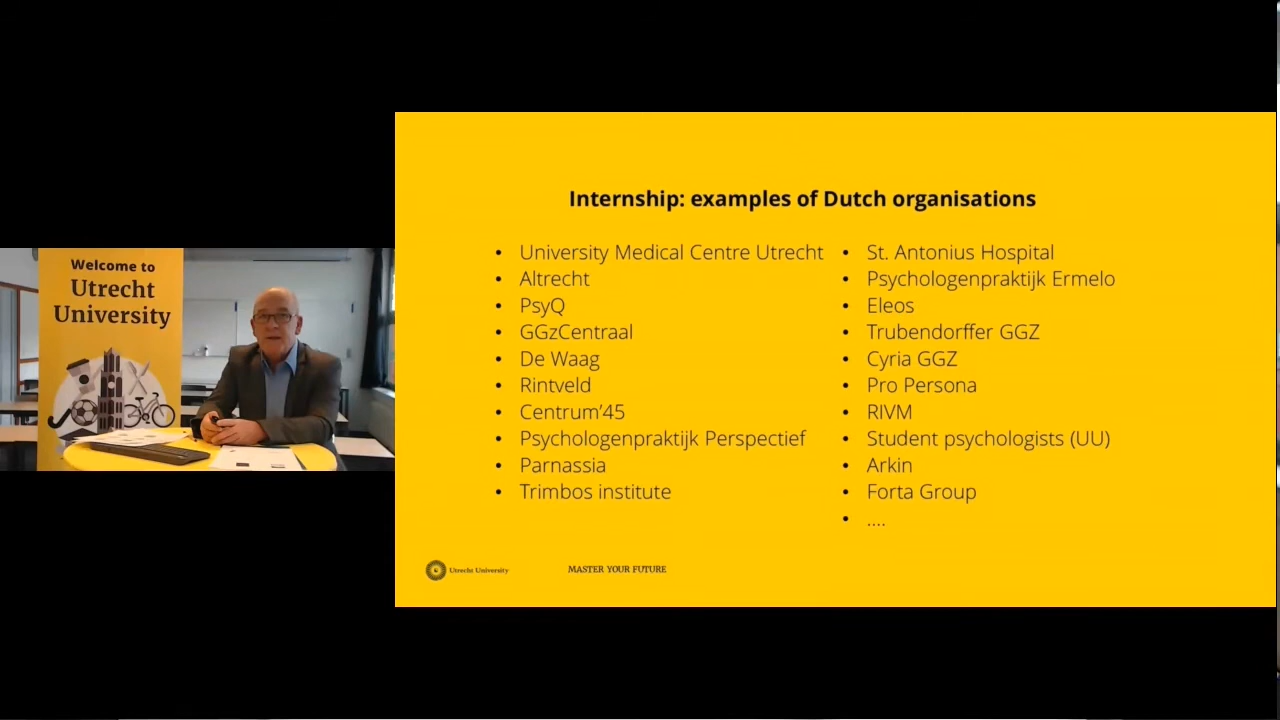 Welcome to
Utrecht
University
Internship: examples of Dutch organisations
• University Medical Centre Utrecht
• Altrecht
• PsyQ
• GGzCentraal
• De Waag
• Rintveld
• Centrum’45
• Psychologenpraktijk Perspectief
• Parnassia
• Trimbos institute
• St. Antonius Hospital
• Psychologenpraktijk Ermelo
• Eleos
• Trubendorffer GGZ
• Cyria GGZ
• Pro Persona
• RIVM
• Student psychologists (UU)
• Arkin
• Forta Group
• ....
Utrecht University
MASTER YOUR FUTURE